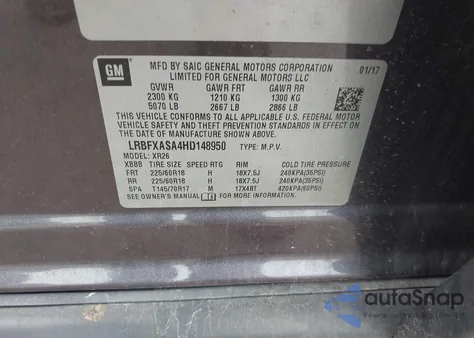 GM
MFD BY SAIC GENERAL MOTORS CORPORATION
LIMITED FOR GENERAL MOTORS LLC
01/17
GVWR GAWR FRT GAWR RR
2300 KG 1210 KG 1300 KG
5070 LB 2667 LB 2866 LB
THIS VEHICLE CONFORMS TO ALL APPLICABLE U.S. FEDERAL MOTOR
VEHICLE SAFETY, BUMPER, AND THEFT PREVENTION STANDARDS IN
EFFECT ON THE DATE OF MANUFACTURE SHOWN ABOVE.
LRBFXASA4HD148950 TYPE: M.P.V.
MODEL: XR26
XBBB TIRE SIZE SPEED RTG RIM COLD TIRE PRESSURE
FRT 225/60R18 H 18X7.5J 240KPA(35PSI)
RR 225/60R18 H 18X7.5J 240KPA(35PSI)
SPA T145/70R17 M 17X4BT 420KPA(60PSI)
SEE OWNER'S MANUAL FOR ADDITIONAL INFORMATION.
autoSnap